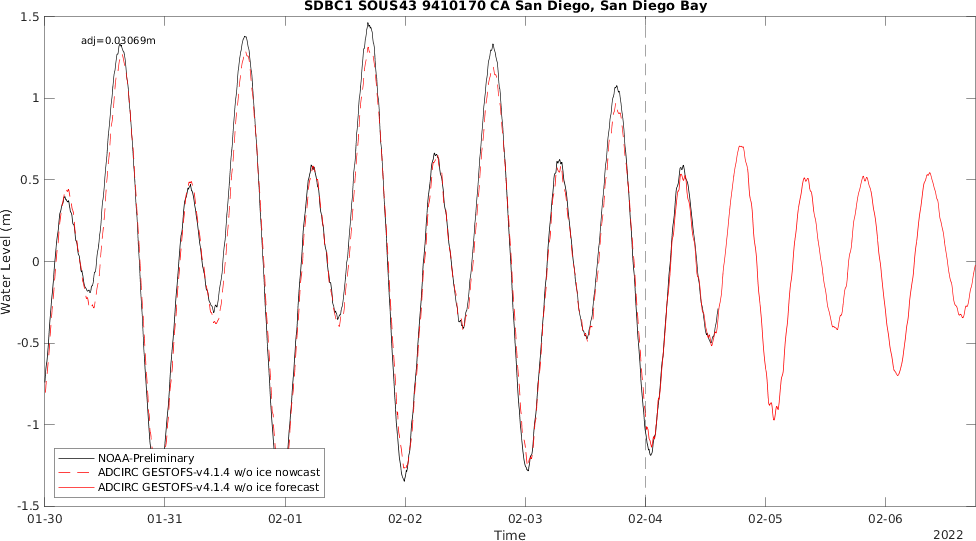 SDBC1 SOUS43 9410170 CA San Diego, San Diego Bay
adj=0.03069m
Water Level (m)
1.5
1
0.5
0
-0.5
-1
-1.5
NOAA-Preliminary
ADCIRC GESTOFS-v4.1.4 w/o ice nowcast
ADCIRC GESTOFS-v4.1.4 w/o ice forecast
01-30 01-31 02-01 02-02 02-03 02-04 02-05 02-06
Time
2022